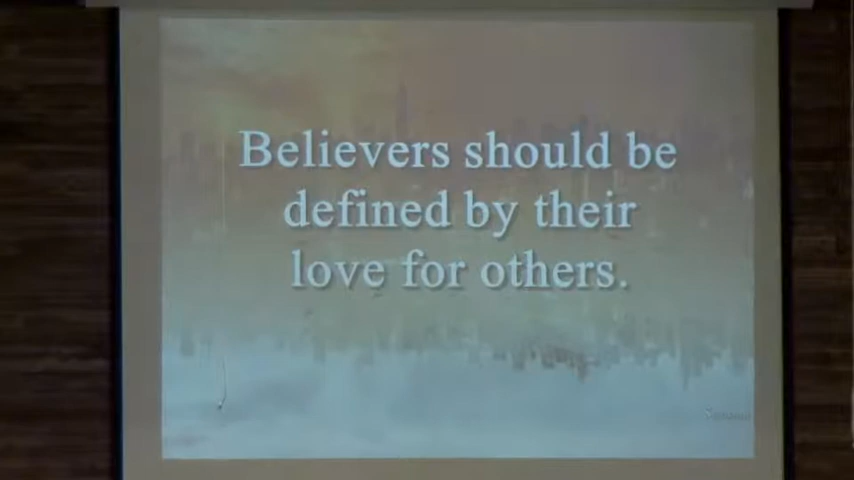 Believers should be
defined by their
love for others.